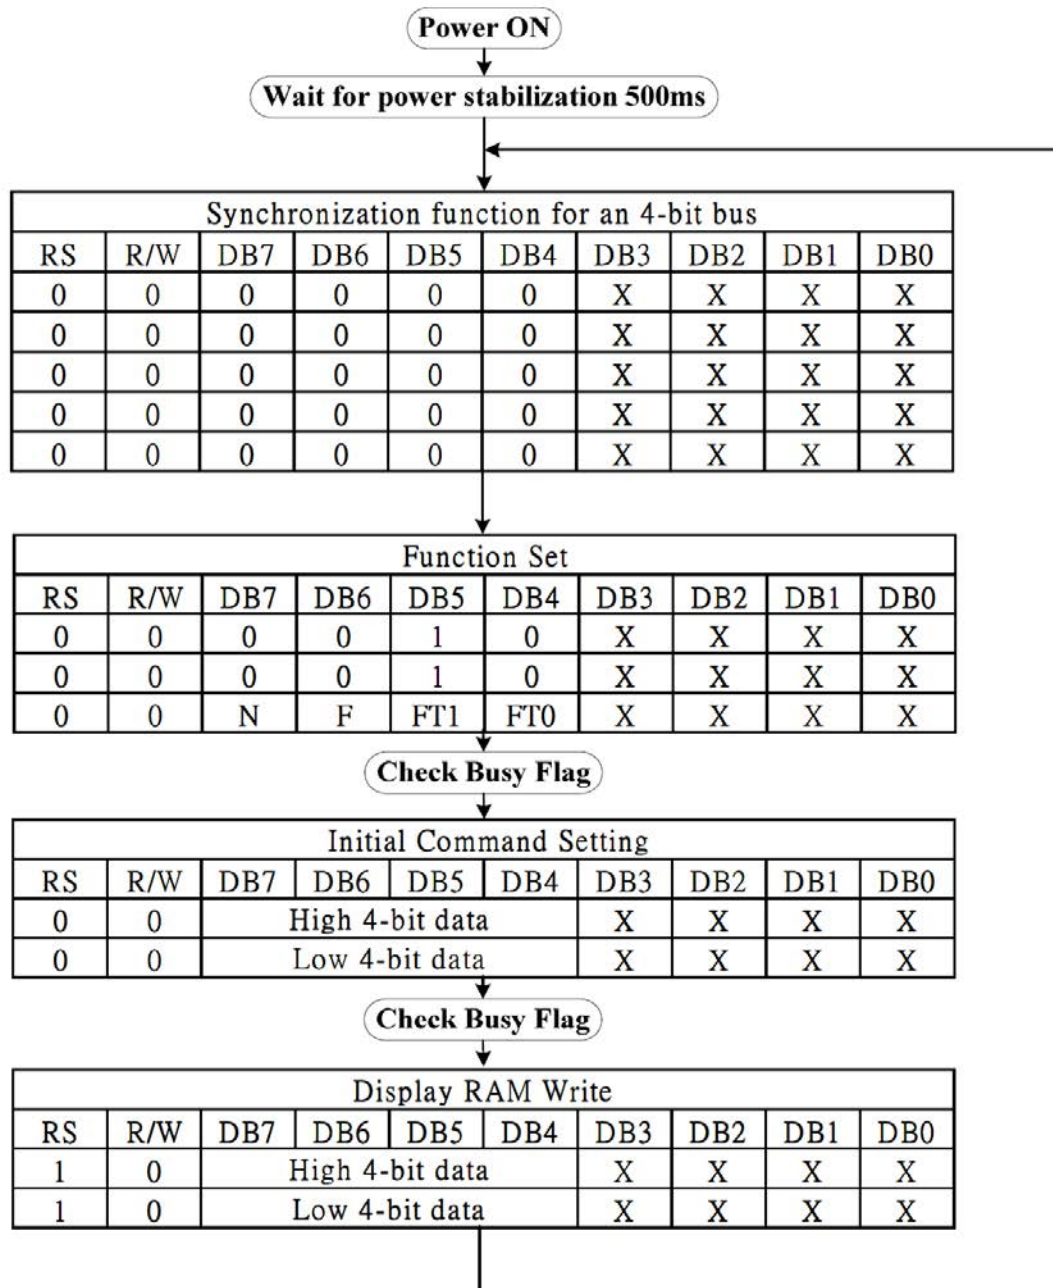 Power ON
Wait for power stabilization 500ms
Synchronization function for an 4-bit bus
RS R/W DB7 DB6 DB5 DB4 DB3 DB2 DB1 DB0
0 0 0 0 0 0 X X X X
0 0 0 0 0 0 X X X X
0 0 0 0 0 0 X X X X
0 0 0 0 0 0 X X X X
0 0 0 0 0 0 X X X X
Function Set
RS R/W DB7 DB6 DB5 DB4 DB3 DB2 DB1 DB0
0 0 0 0 1 0 X X X X
0 0 0 0 1 0 X X X X
0 0 N F FT1 FT0 X X X X
Check Busy Flag
Initial Command Setting
RS R/W DB7 DB6 DB5 DB4 DB3 DB2 DB1 DB0
0 0 High 4-bit data X X X X
0 0 Low 4-bit data X X X X
Check Busy Flag
Display RAM Write
RS R/W DB7 DB6 DB5 DB4 DB3 DB2 DB1 DB0
1 0 High 4-bit data X X X X
1 0 Low 4-bit data X X X X